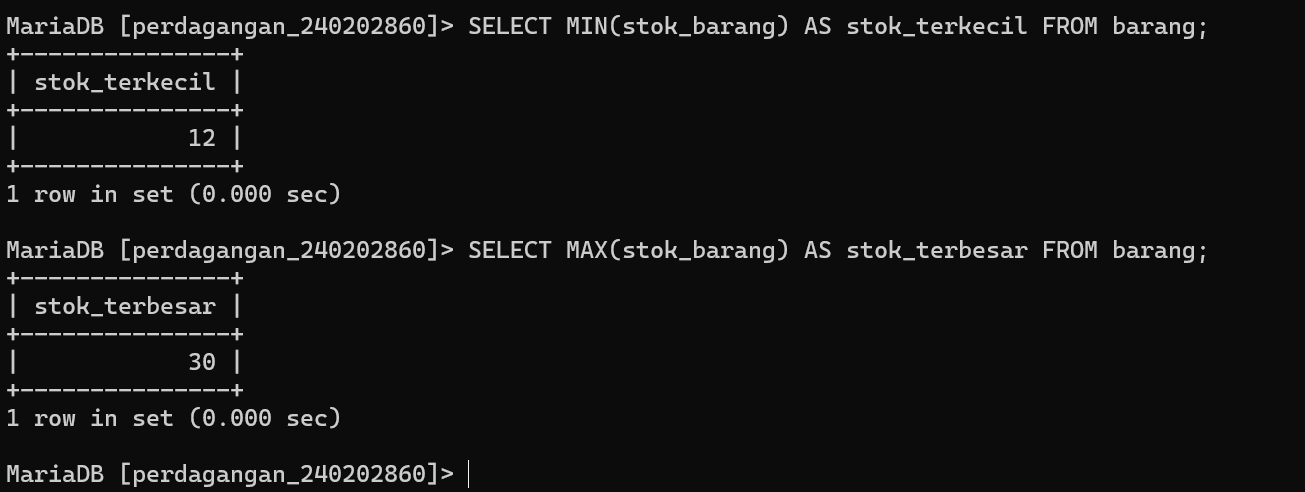 MariaDB [perdagangan_240202860]> SELECT MIN(stok_barang) AS stok_terkecil FROM barang;
+---------------+
| stok_terkecil |
+---------------+
|            12 |
+---------------+
1 row in set (0.000 sec)

MariaDB [perdagangan_240202860]> SELECT MAX(stok_barang) AS stok_terbesar FROM barang;
+---------------+
| stok_terbesar |
+---------------+
|            30 |
+---------------+
1 row in set (0.000 sec)

MariaDB [perdagangan_240202860]>